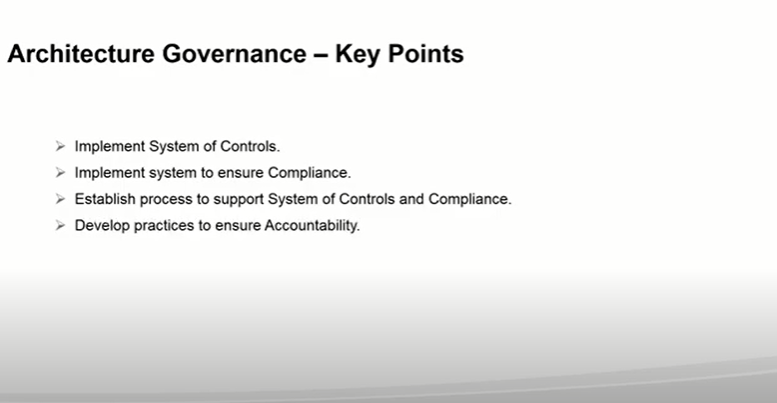 Architecture Governance – Key Points
➢ Implement System of Controls.
➢ Implement system to ensure Compliance.
➢ Establish process to support System of Controls and Compliance.
➢ Develop practices to ensure Accountability.